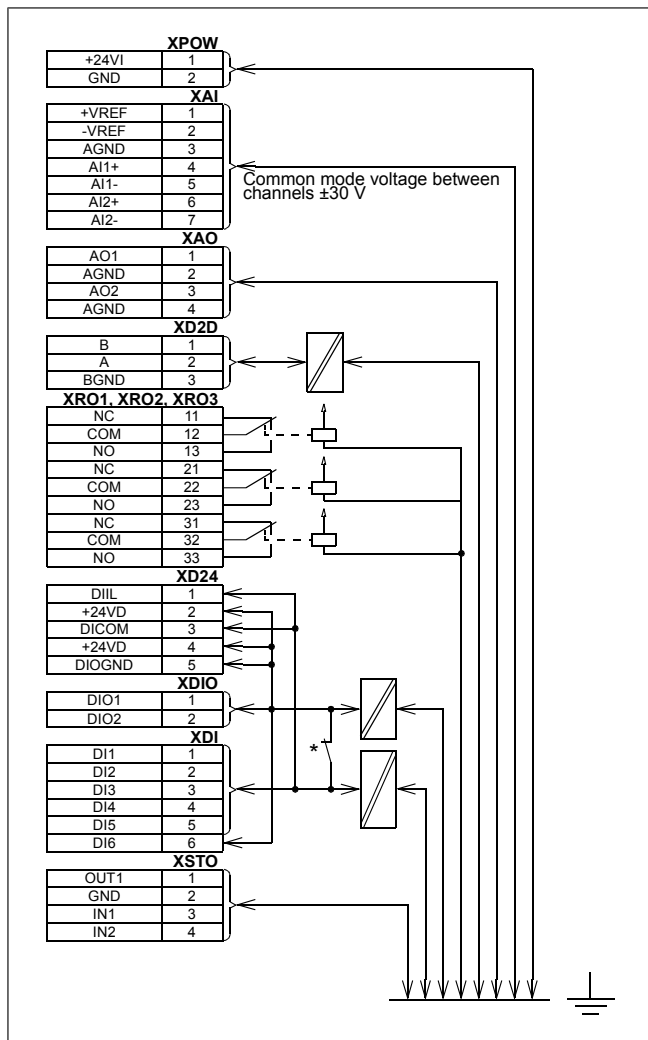 XPOW
+24VI 1
GND 2
XAI
+VREF 1
-VREF 2
AGND 3
AI1+ 4
AI1- 5
AI2+ 6
AI2- 7
Common mode voltage between
channels ±30 V
XAO
AO1 1
AGND 2
AO2 3
AGND 4
XD2D
B 1
A 2
BGND 3
XRO1, XRO2, XRO3
NC 11
COM 12
NO 13
NC 21
COM 22
NO 23
NC 31
COM 32
NO 33
XD24
DIIL 1
+24VD 2
DICOM 3
+24VD 4
DIOGND 5
XDIO
DIO1 1
DIO2 2
XDI
DI1 1
DI2 2
DI3 3
DI4 4
DI5 5
DI6 6
*
XSTO
OUT1 1
GND 2
IN1 3
IN2 4